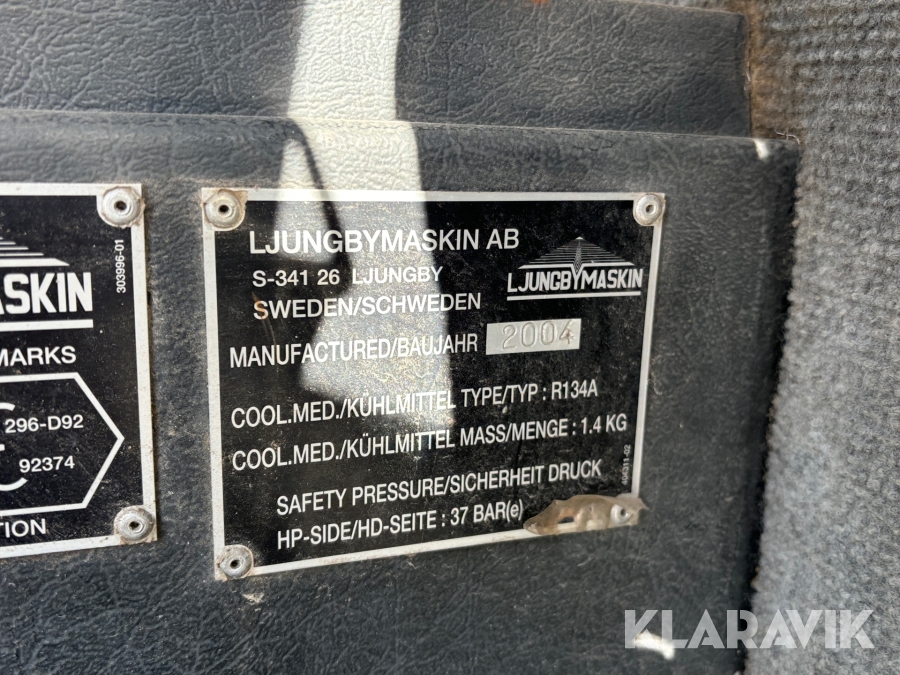 MASKIN
303996-01
MARKS
296-D92
92374
TION
LJUNGBYMASKIN AB
S-341 26 LJUNGBY
SWEDEN/SCHWEDEN
LJUNGBYMASKIN
MANUFACTURED/BAUJAHR 2004
COOL.MED./KÜHLMITTEL TYPE/TYP : R134A
COOL.MED./KÜHLMITTEL MASS/MENGE : 1.4 KG
SAFETY PRESSURE/SICHERHEIT DRUCK
HP-SIDE/HD-SEITE : 37 BAR(e)
404311-02
KLARAVIK